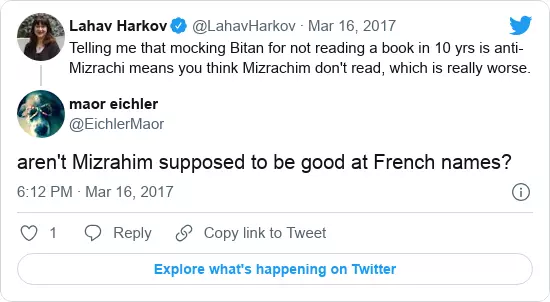 Lahav Harkov @LahavHarkov · Mar 16, 2017
Telling me that mocking Bitan for not reading a book in 10 yrs is anti-
Mizrachi means you think Mizrachim don't read, which is really worse.
maor eichler
@EichlerMaor
aren't Mizrahim supposed to be good at French names?
6:12 PM · Mar 16, 2017
1 Reply Copy link to Tweet
Explore what's happening on Twitter